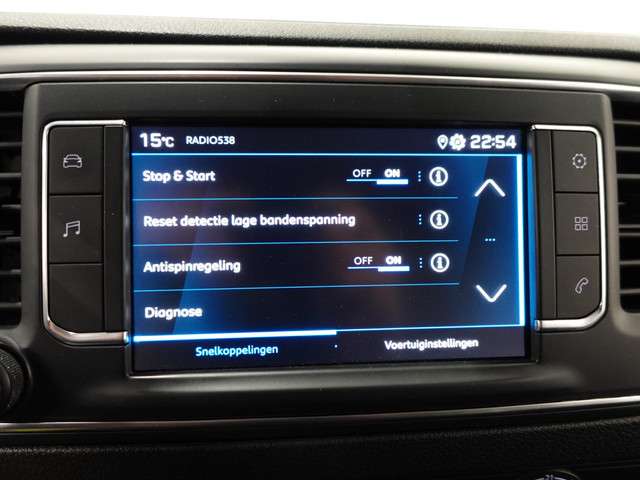 15°C RADIO538 22:54
Stop & Start OFF ON
Reset detectie lage bandenspanning
Antispinregeling OFF ON
Diagnose
Snelkoppelingen Voertuiginstellingen